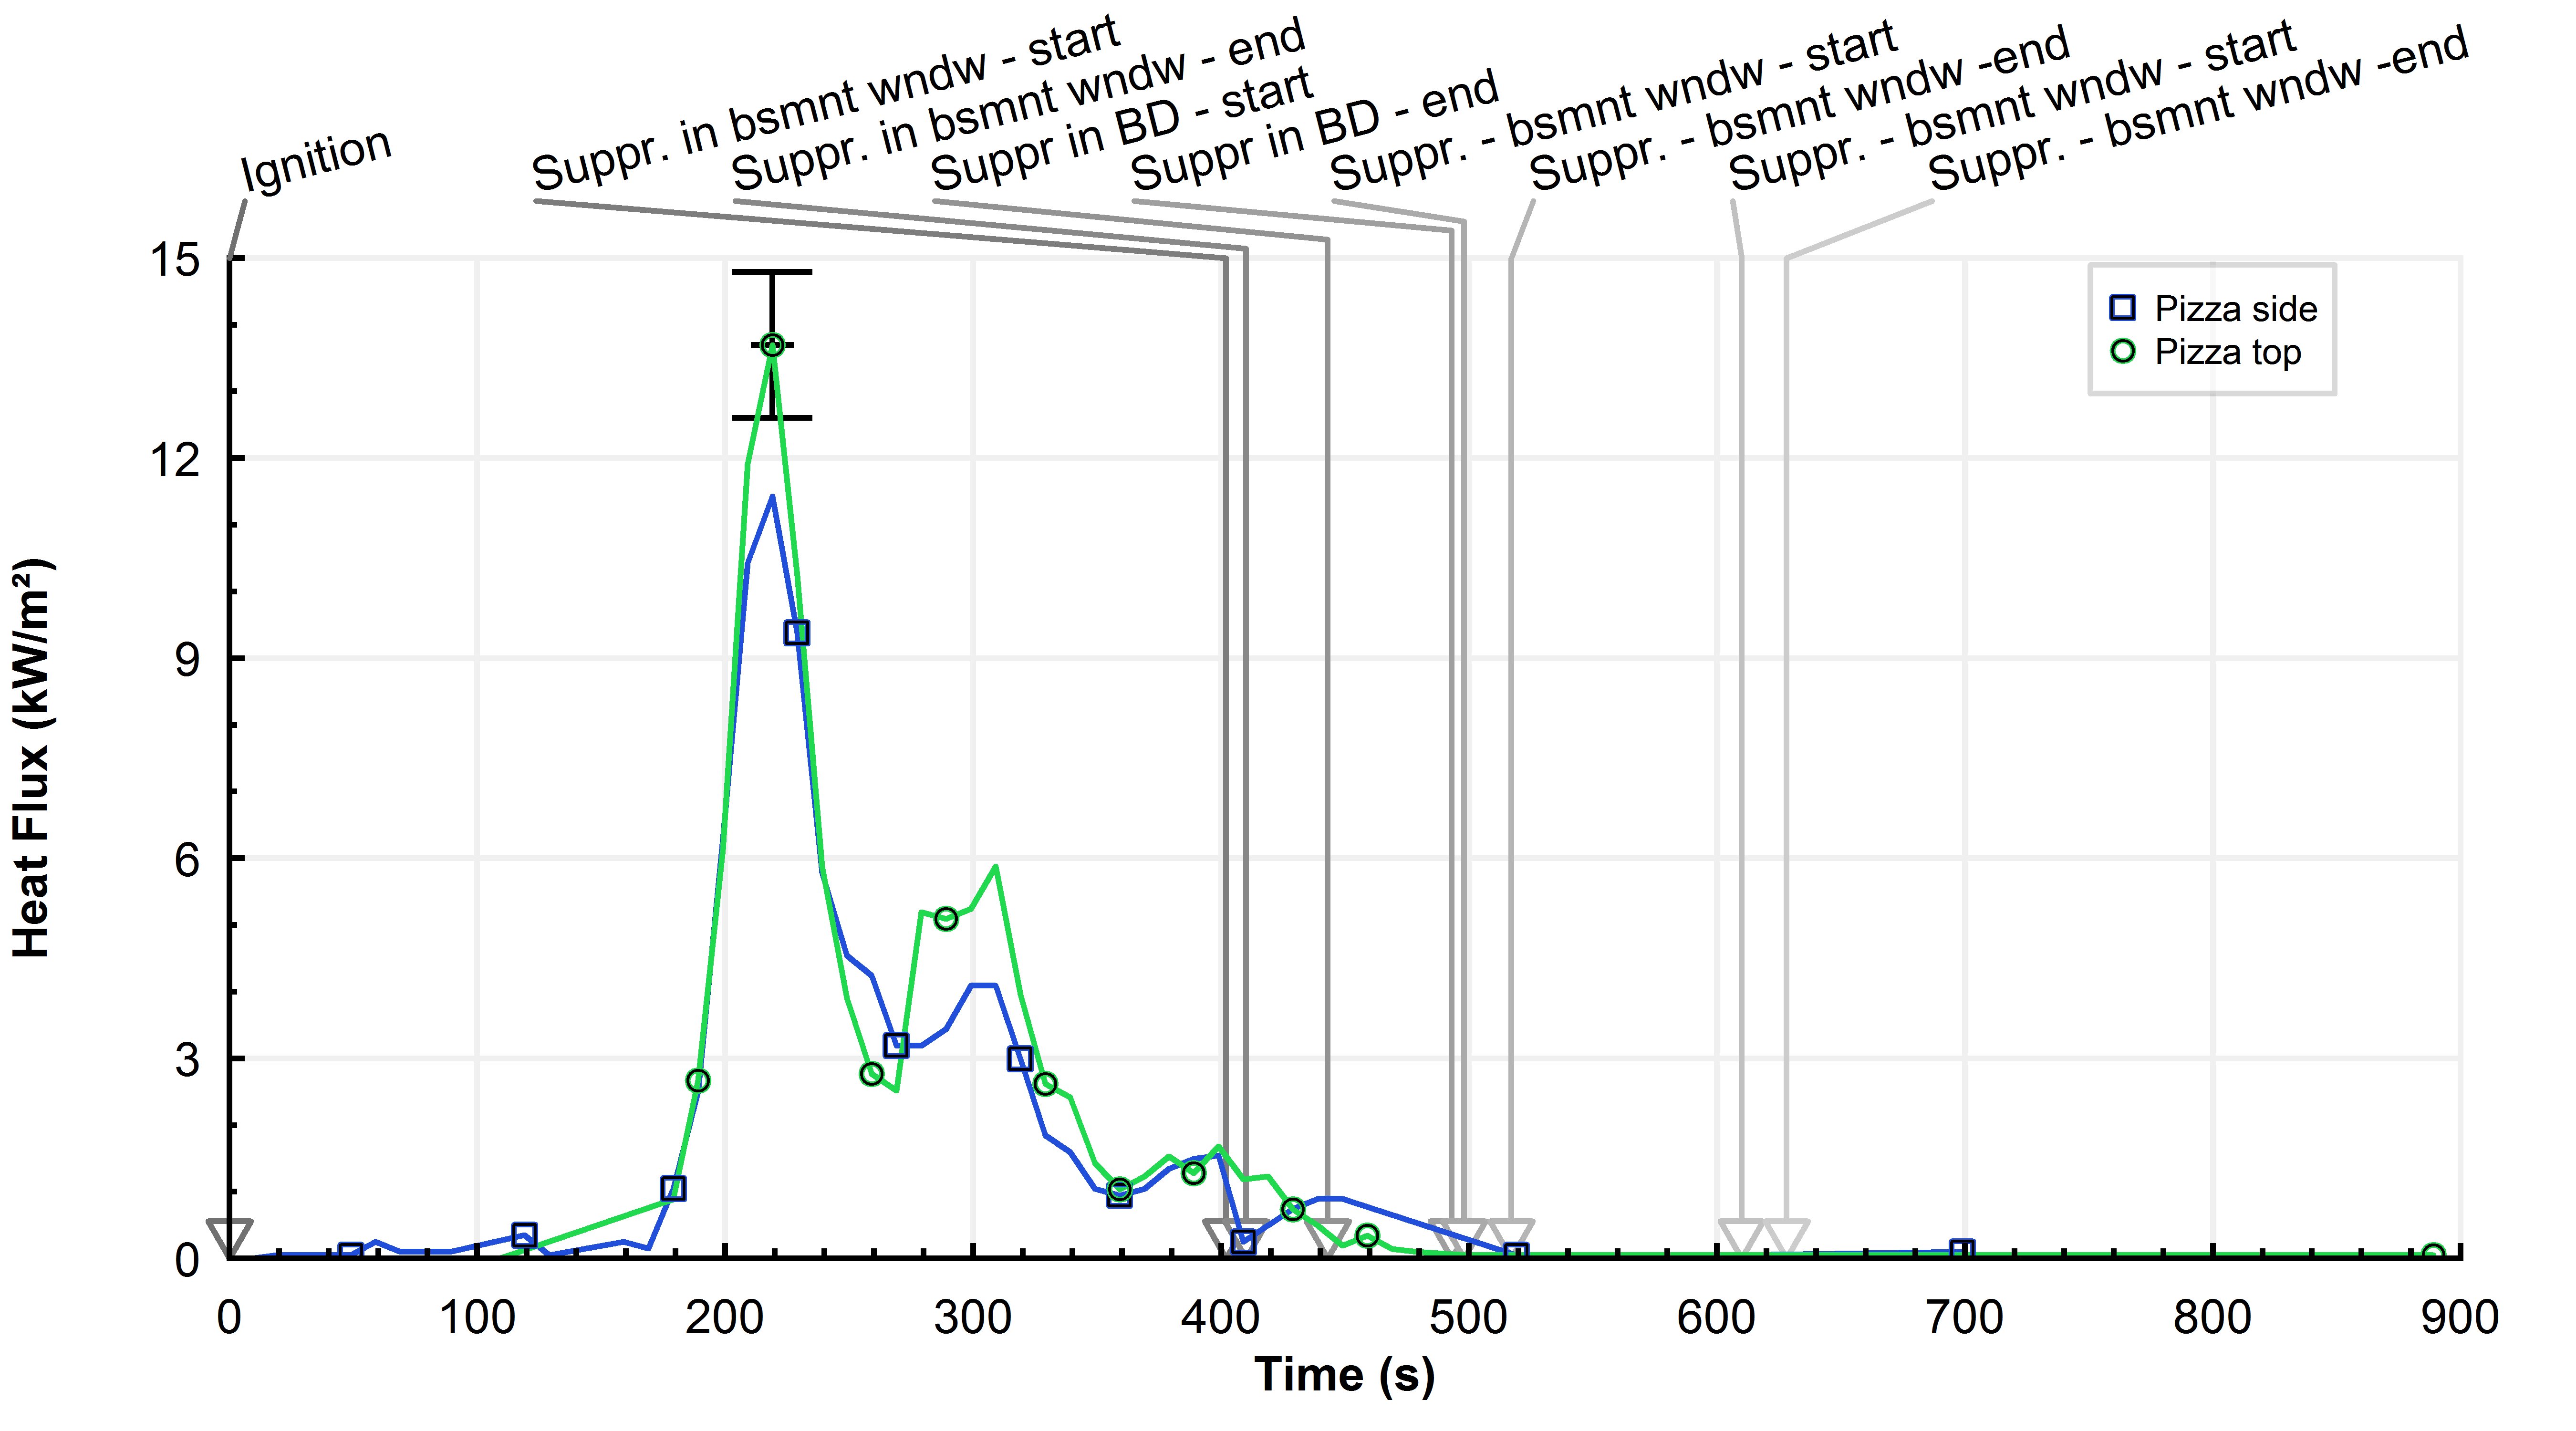 Ignition
Suppr. in bsmnt wndw - start
Suppr. in bsmnt wndw - end
Suppr in BD - start
Suppr in BD - end
Suppr. - bsmnt wndw - start
Suppr. - bsmnt wndw -end
Suppr. - bsmnt wndw - start
Suppr. - bsmnt wndw -end
15
12
9
6
3
0
Heat Flux (kW/m²)
Pizza side
Pizza top
0 100 200 300 400 500 600 700 800 900
Time (s)